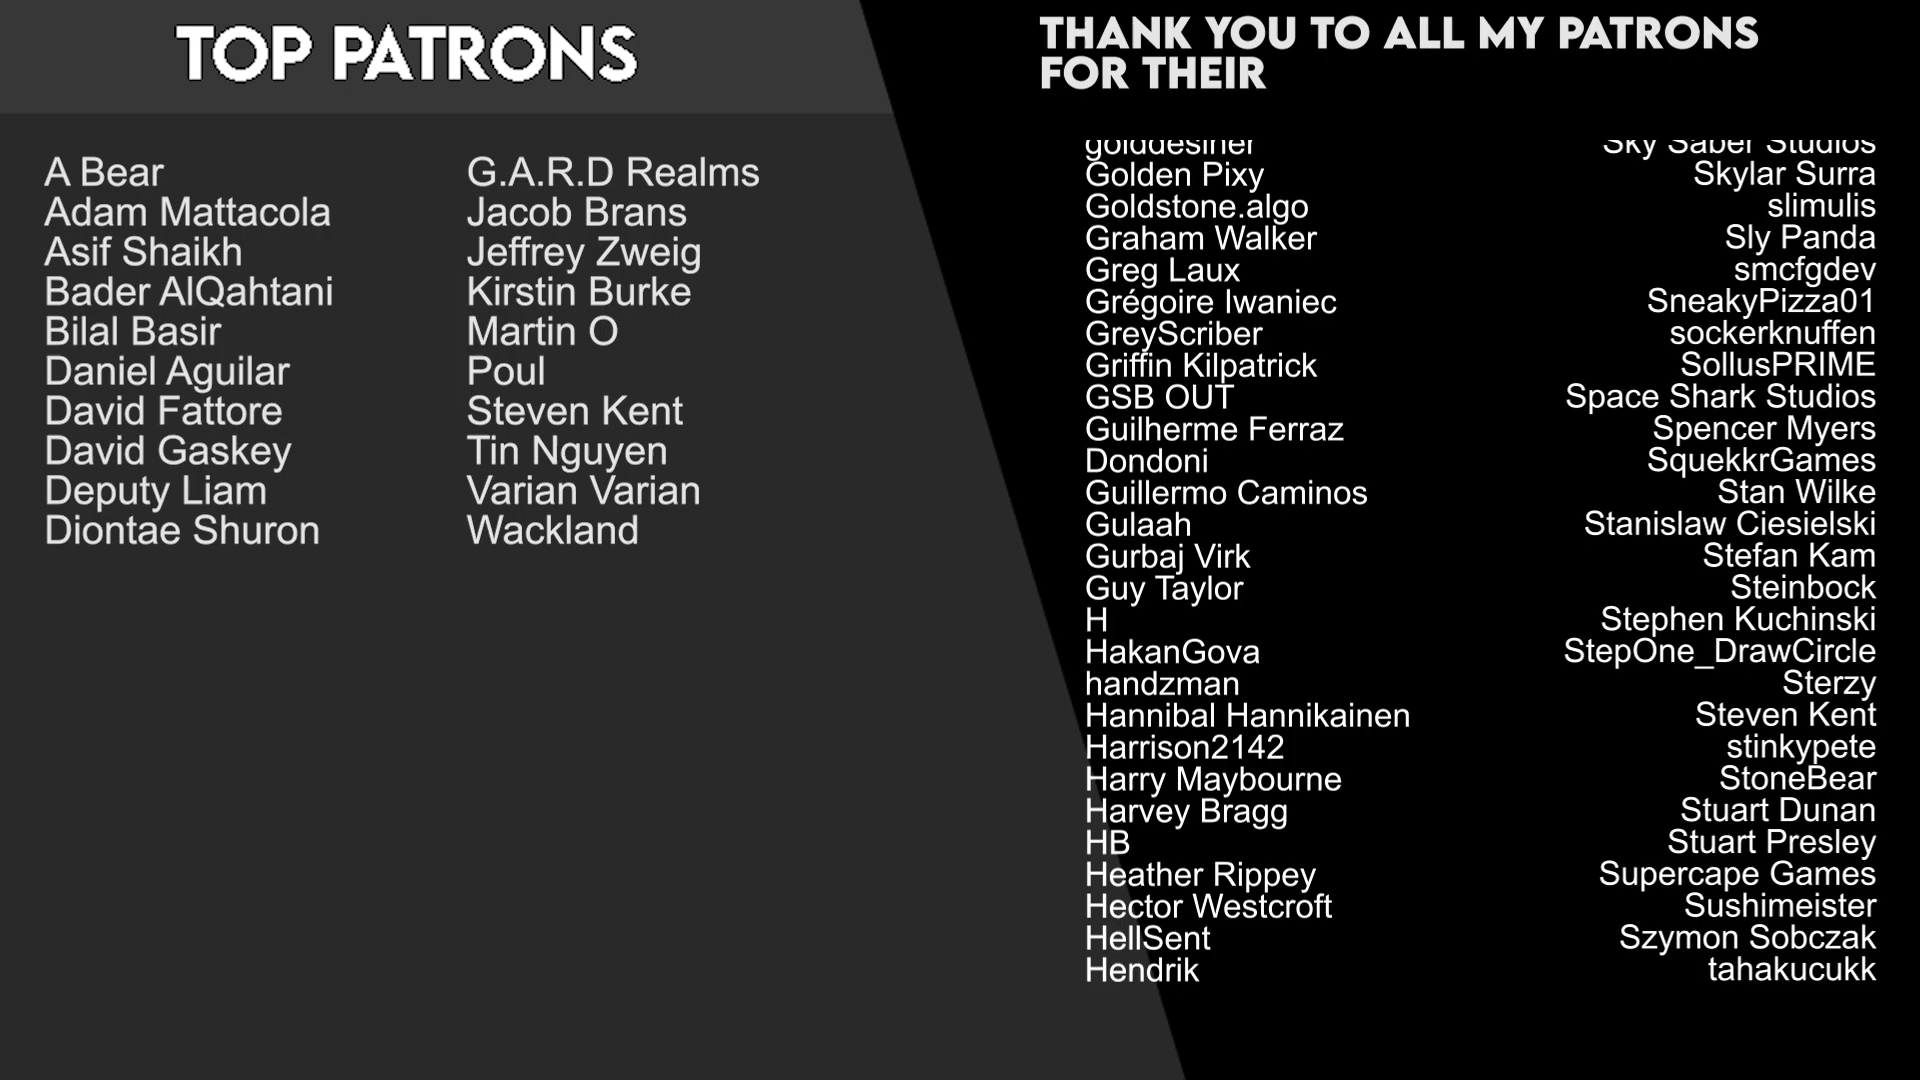 TOP PATRONS
A Bear
Adam Mattacola
Asif Shaikh
Bader AlQahtani
Bilal Basir
Daniel Aguilar
David Fattore
David Gaskey
Deputy Liam
Diontae Shuron
G.A.R.D Realms
Jacob Brans
Jeffrey Zweig
Kirstin Burke
Martin O
Poul
Steven Kent
Tin Nguyen
Varian Varian
Wackland
THANK YOU TO ALL MY PATRONS
FOR THEIR
golddesiner
Golden Pixy
Goldstone.algo
Graham Walker
Greg Laux
Grégoire Iwaniec
GreyScriber
Griffin Kilpatrick
GSB OUT
Guilherme Ferraz
Dondoni
Guillermo Caminos
Gulaah
Gurbaj Virk
Guy Taylor
H
HakanGova
handzman
Hannibal Hannikainen
Harrison2142
Harry Maybourne
Harvey Bragg
HB
Heather Rippey
Hector Westcroft
HellSent
Hendrik
Sky Saber Studios
Skylar Surra
slimulis
Sly Panda
smcfgdev
SneakyPizza01
sockerknuffen
SollusPRIME
Space Shark Studios
Spencer Myers
SquekkrGames
Stan Wilke
Stanislaw Ciesielski
Stefan Kam
Steinbock
Stephen Kuchinski
StepOne_DrawCircle
Sterzy
Steven Kent
stinkypete
StoneBear
Stuart Dunan
Stuart Presley
Supercape Games
Sushimeister
Szymon Sobczak
tahakucukk